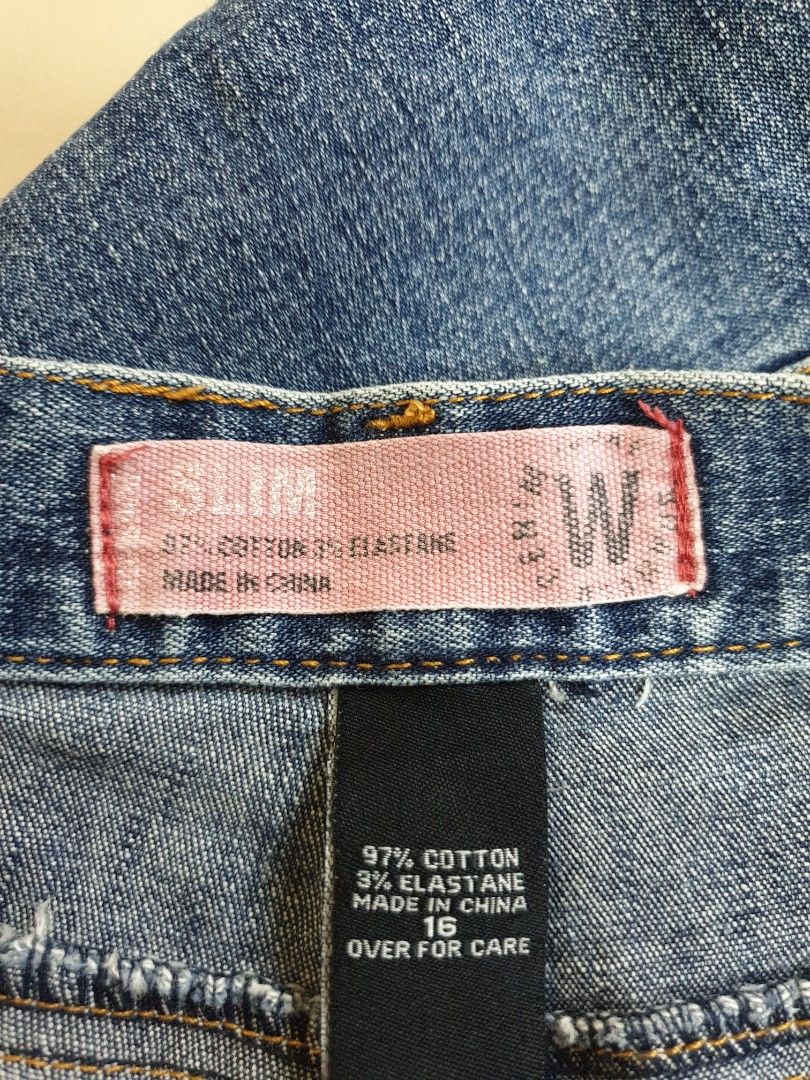 SLIM
97% COTTON 3% ELASTANE
MADE IN CHINA
W
97% COTTON
3% ELASTANE
MADE IN CHINA
16
OVER FOR CARE